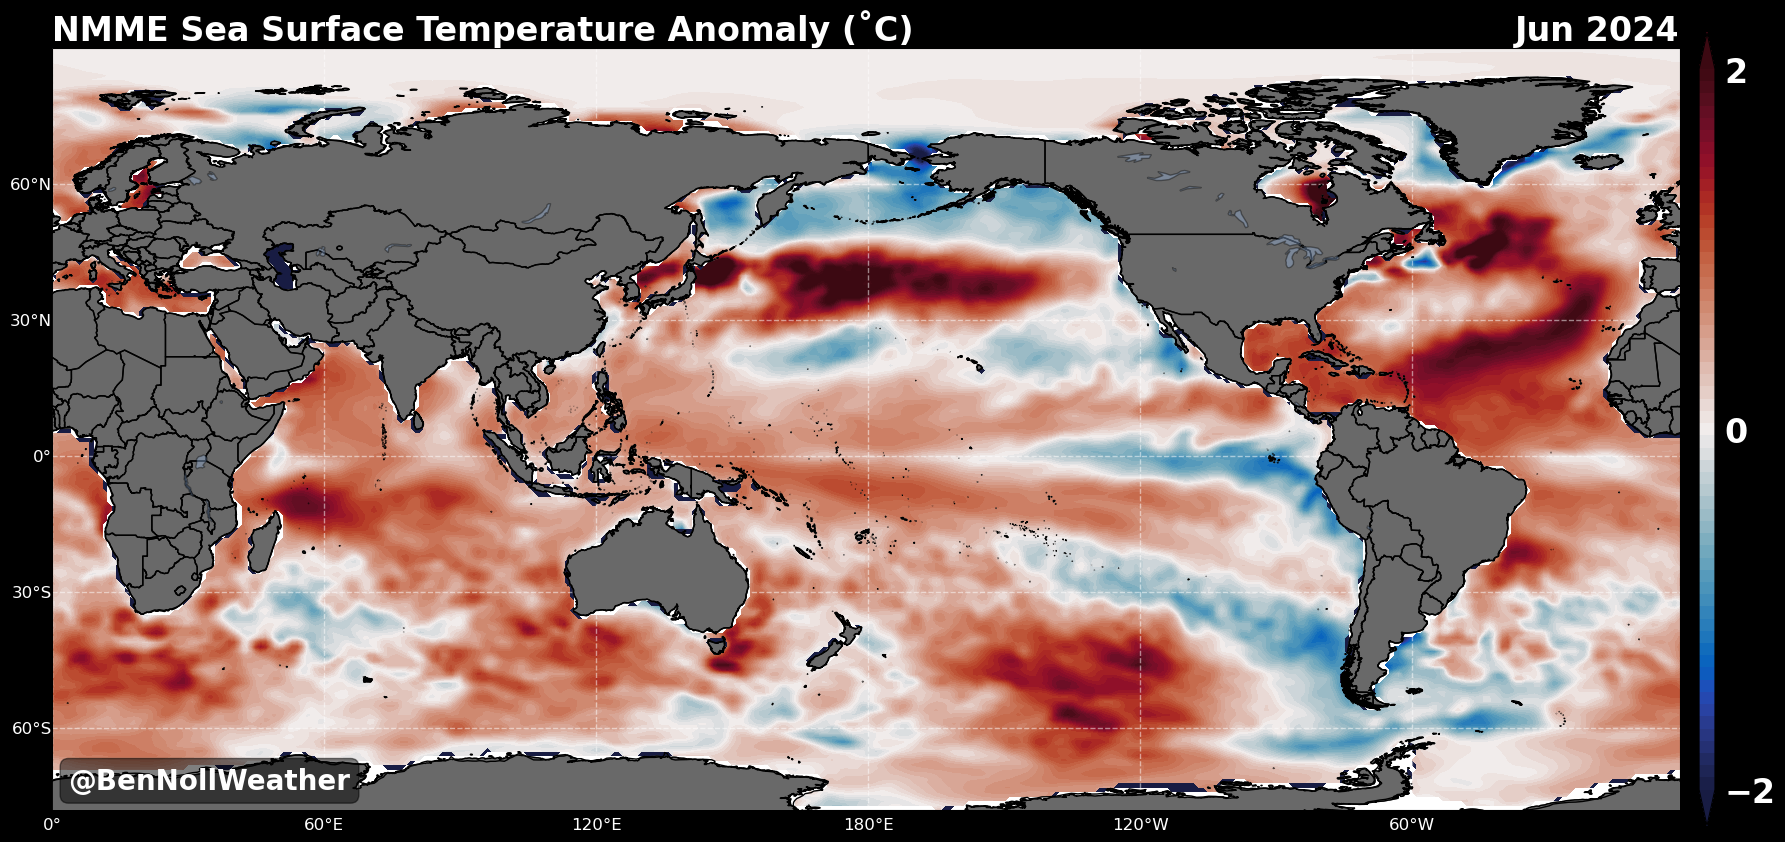 NMME Sea Surface Temperature Anomaly (˚C)
Jun 2024
2
0
−2
60°N
30°N
0°
30°S
60°S
@BenNollWeather
0°
60°E
120°E
180°E
120°W
60°W